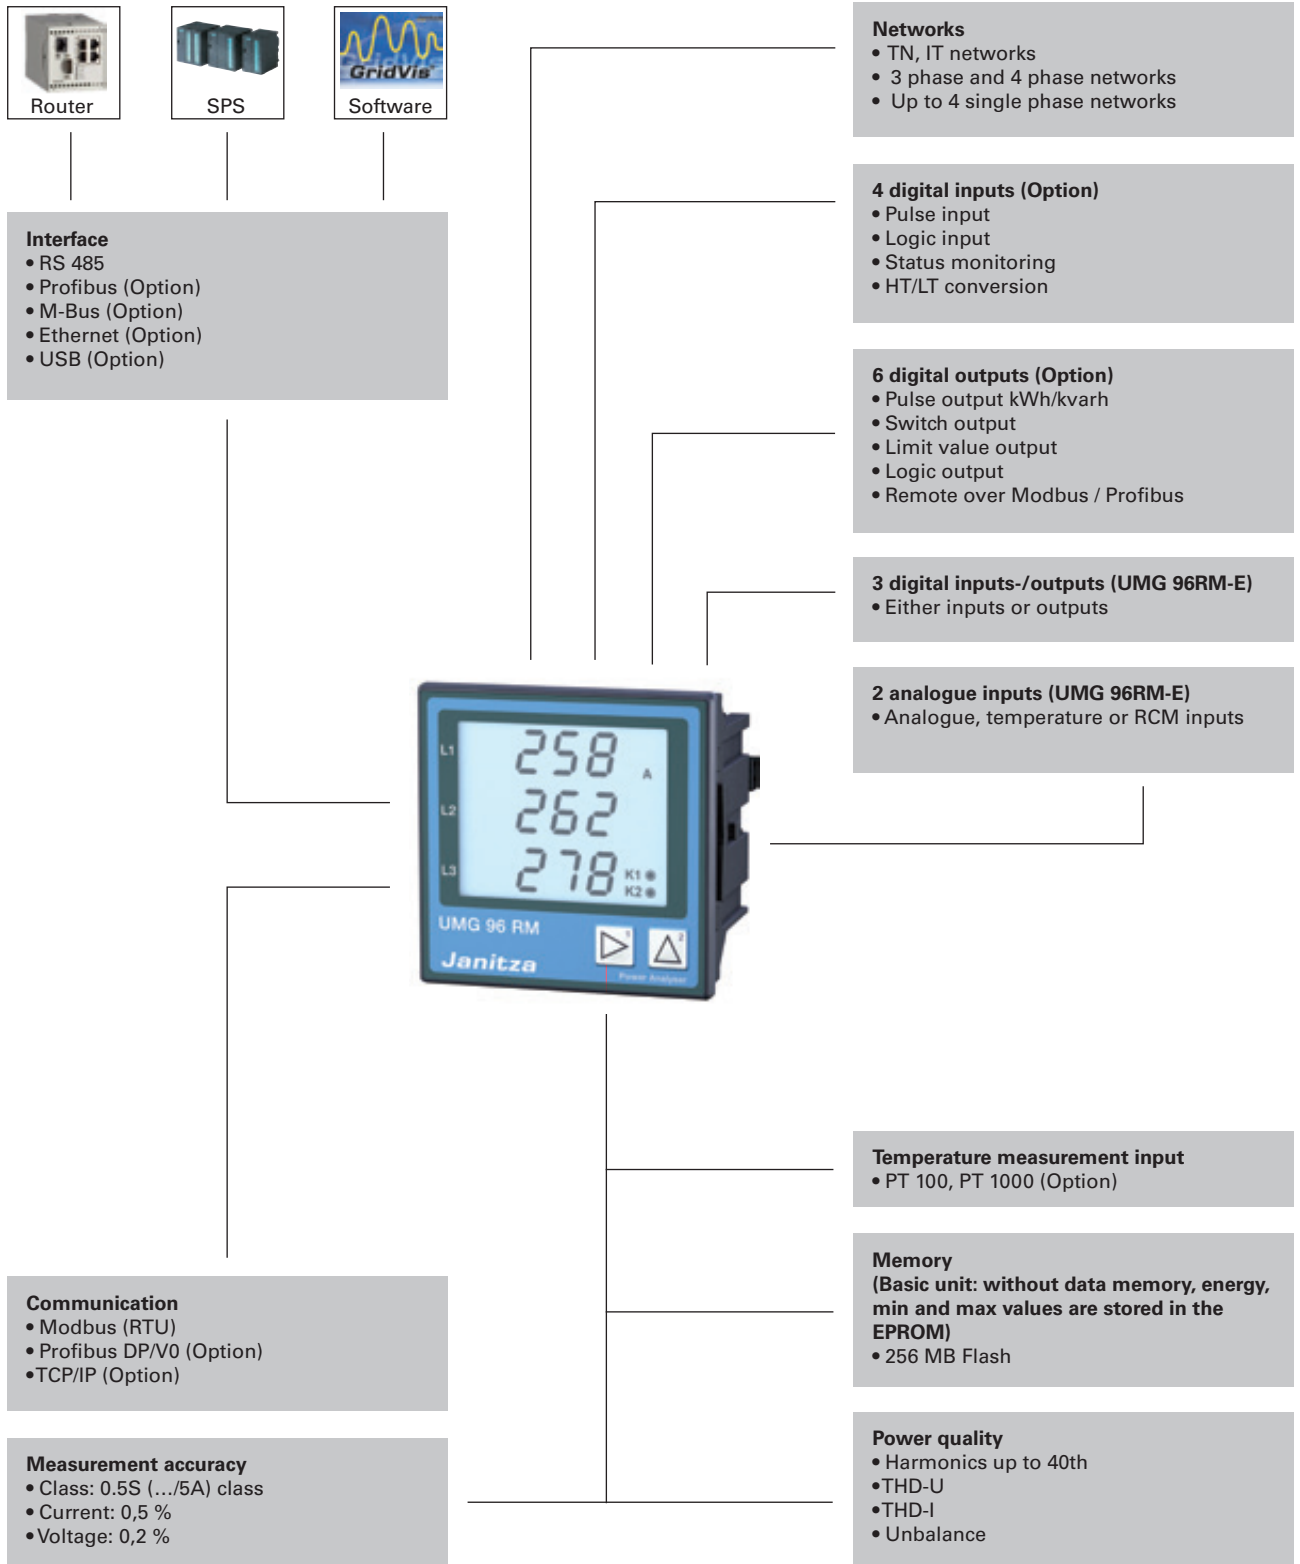 GridVis
Router
SPS
Software
Interface
• RS 485
• Profibus (Option)
• M-Bus (Option)
• Ethernet (Option)
• USB (Option)
Networks
• TN, IT networks
• 3 phase and 4 phase networks
• Up to 4 single phase networks
4 digital inputs (Option)
• Pulse input
• Logic input
• Status monitoring
• HT/LT conversion
6 digital outputs (Option)
• Pulse output kWh/kvarh
• Switch output
• Limit value output
• Logic output
• Remote over Modbus / Profibus
3 digital inputs-/outputs (UMG 96RM-E)
• Either inputs or outputs
2 analogue inputs (UMG 96RM-E)
• Analogue, temperature or RCM inputs
L1 258 A
L2 262
L3 278 K1
K2
UMG 96 RM
1 2
Janitza
Power Analyser
Temperature measurement input
• PT 100, PT 1000 (Option)
Memory
(Basic unit: without data memory, energy,
min and max values are stored in the
EPROM)
• 256 MB Flash
Communication
• Modbus (RTU)
• Profibus DP/V0 (Option)
•TCP/IP (Option)
Measurement accuracy
• Class: 0.5S (…/5A) class
• Current: 0,5 %
• Voltage: 0,2 %
Power quality
• Harmonics up to 40th
•THD-U
•THD-I
• Unbalance